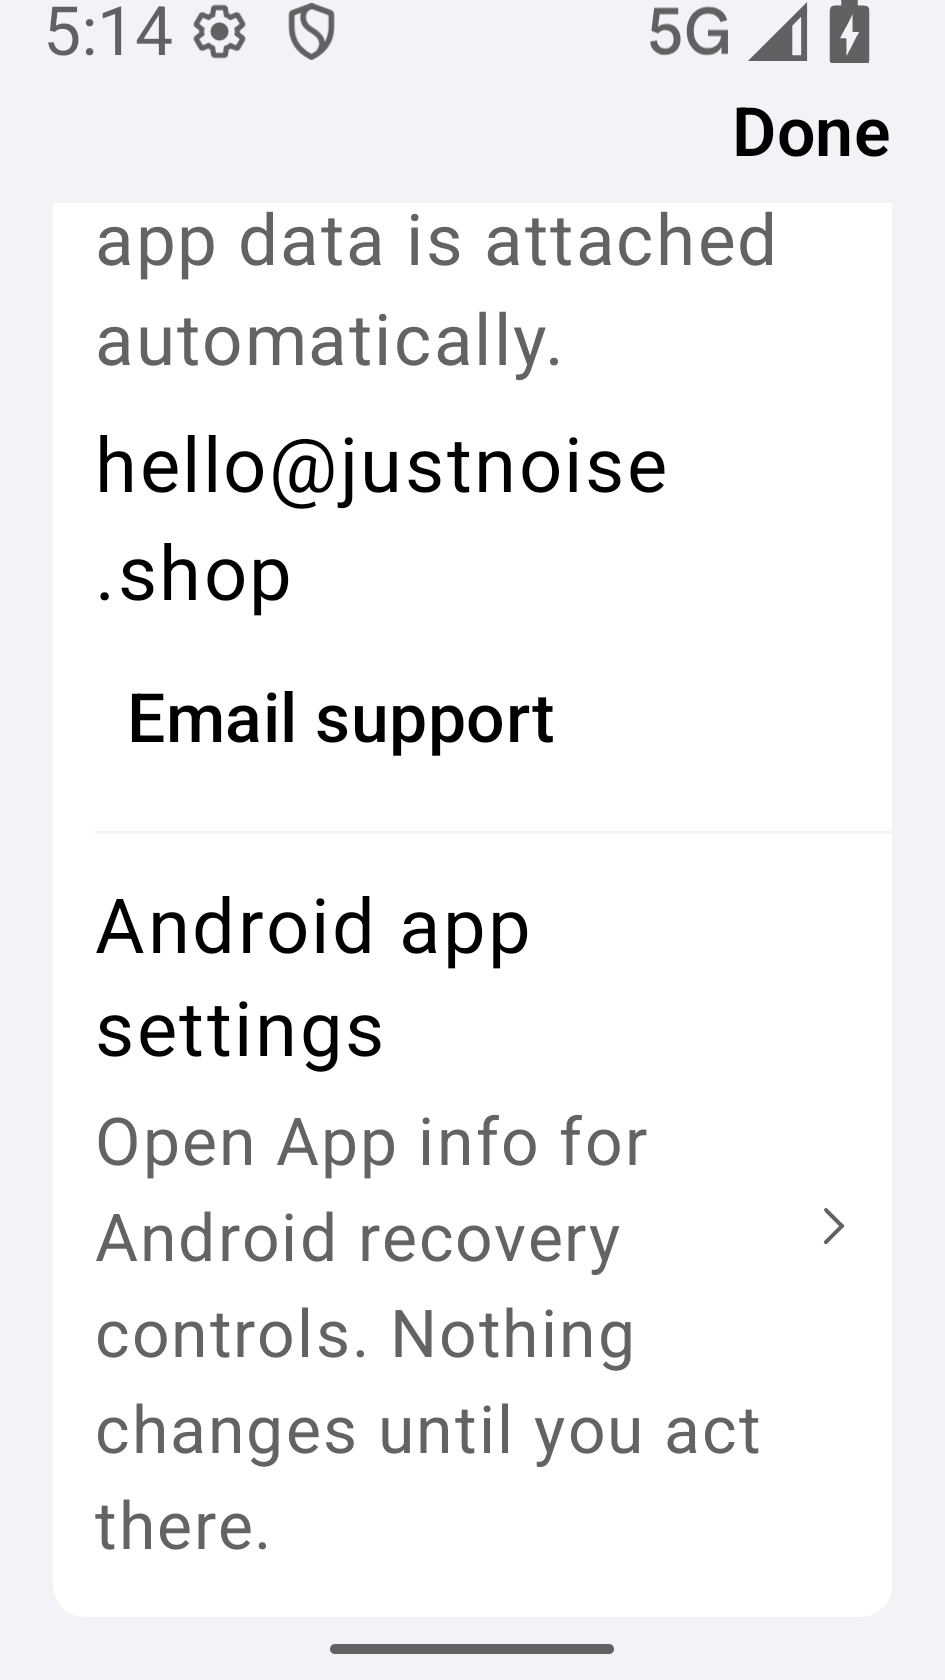 5:14 5G
Done
app data is attached
automatically.
hello@justnoise
.shop
Email support
Android app
settings
Open App info for
Android recovery
controls. Nothing
changes until you act
there.